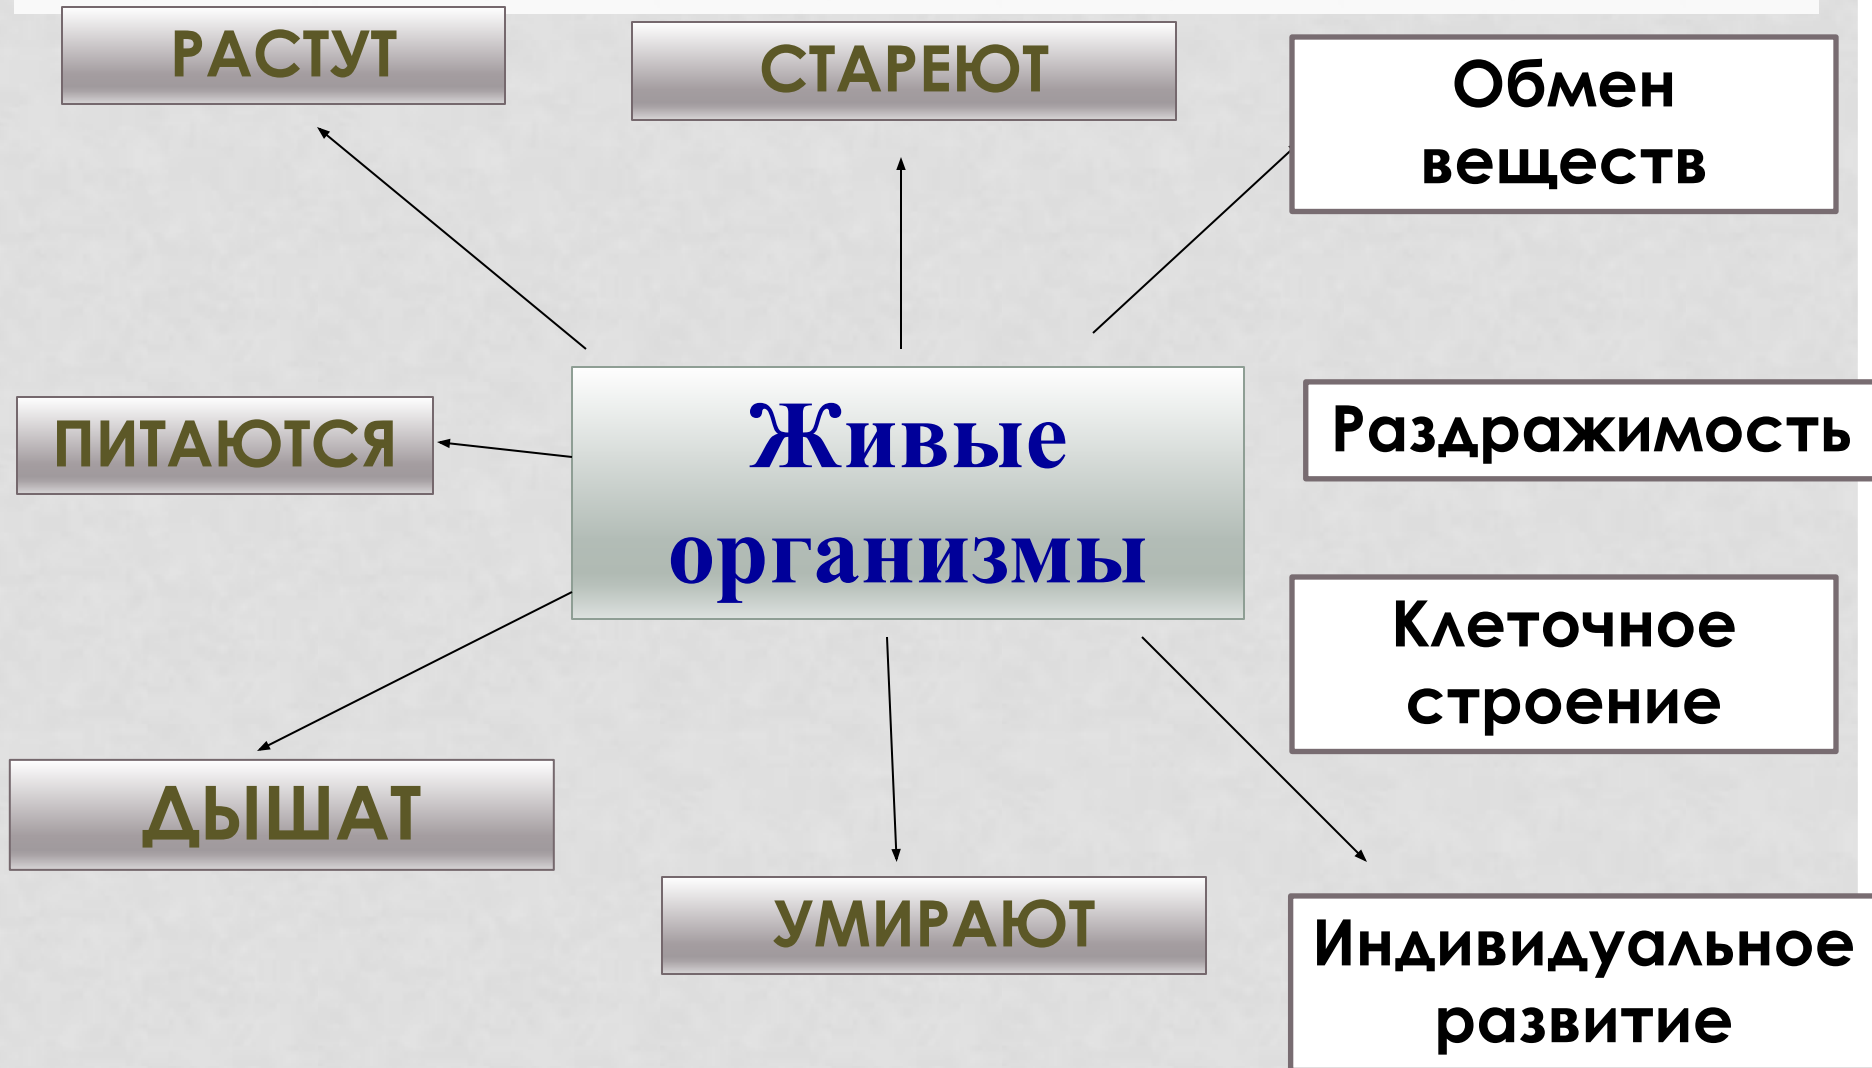 РАСТУТ
СТАРЕЮТ
Обмен
веществ
ПИТАЮТСЯ
Живые
организмы
Раздражимость
Клеточное
строение
ДЫШАТ
УМИРАЮТ
Индивидуальное
развитие